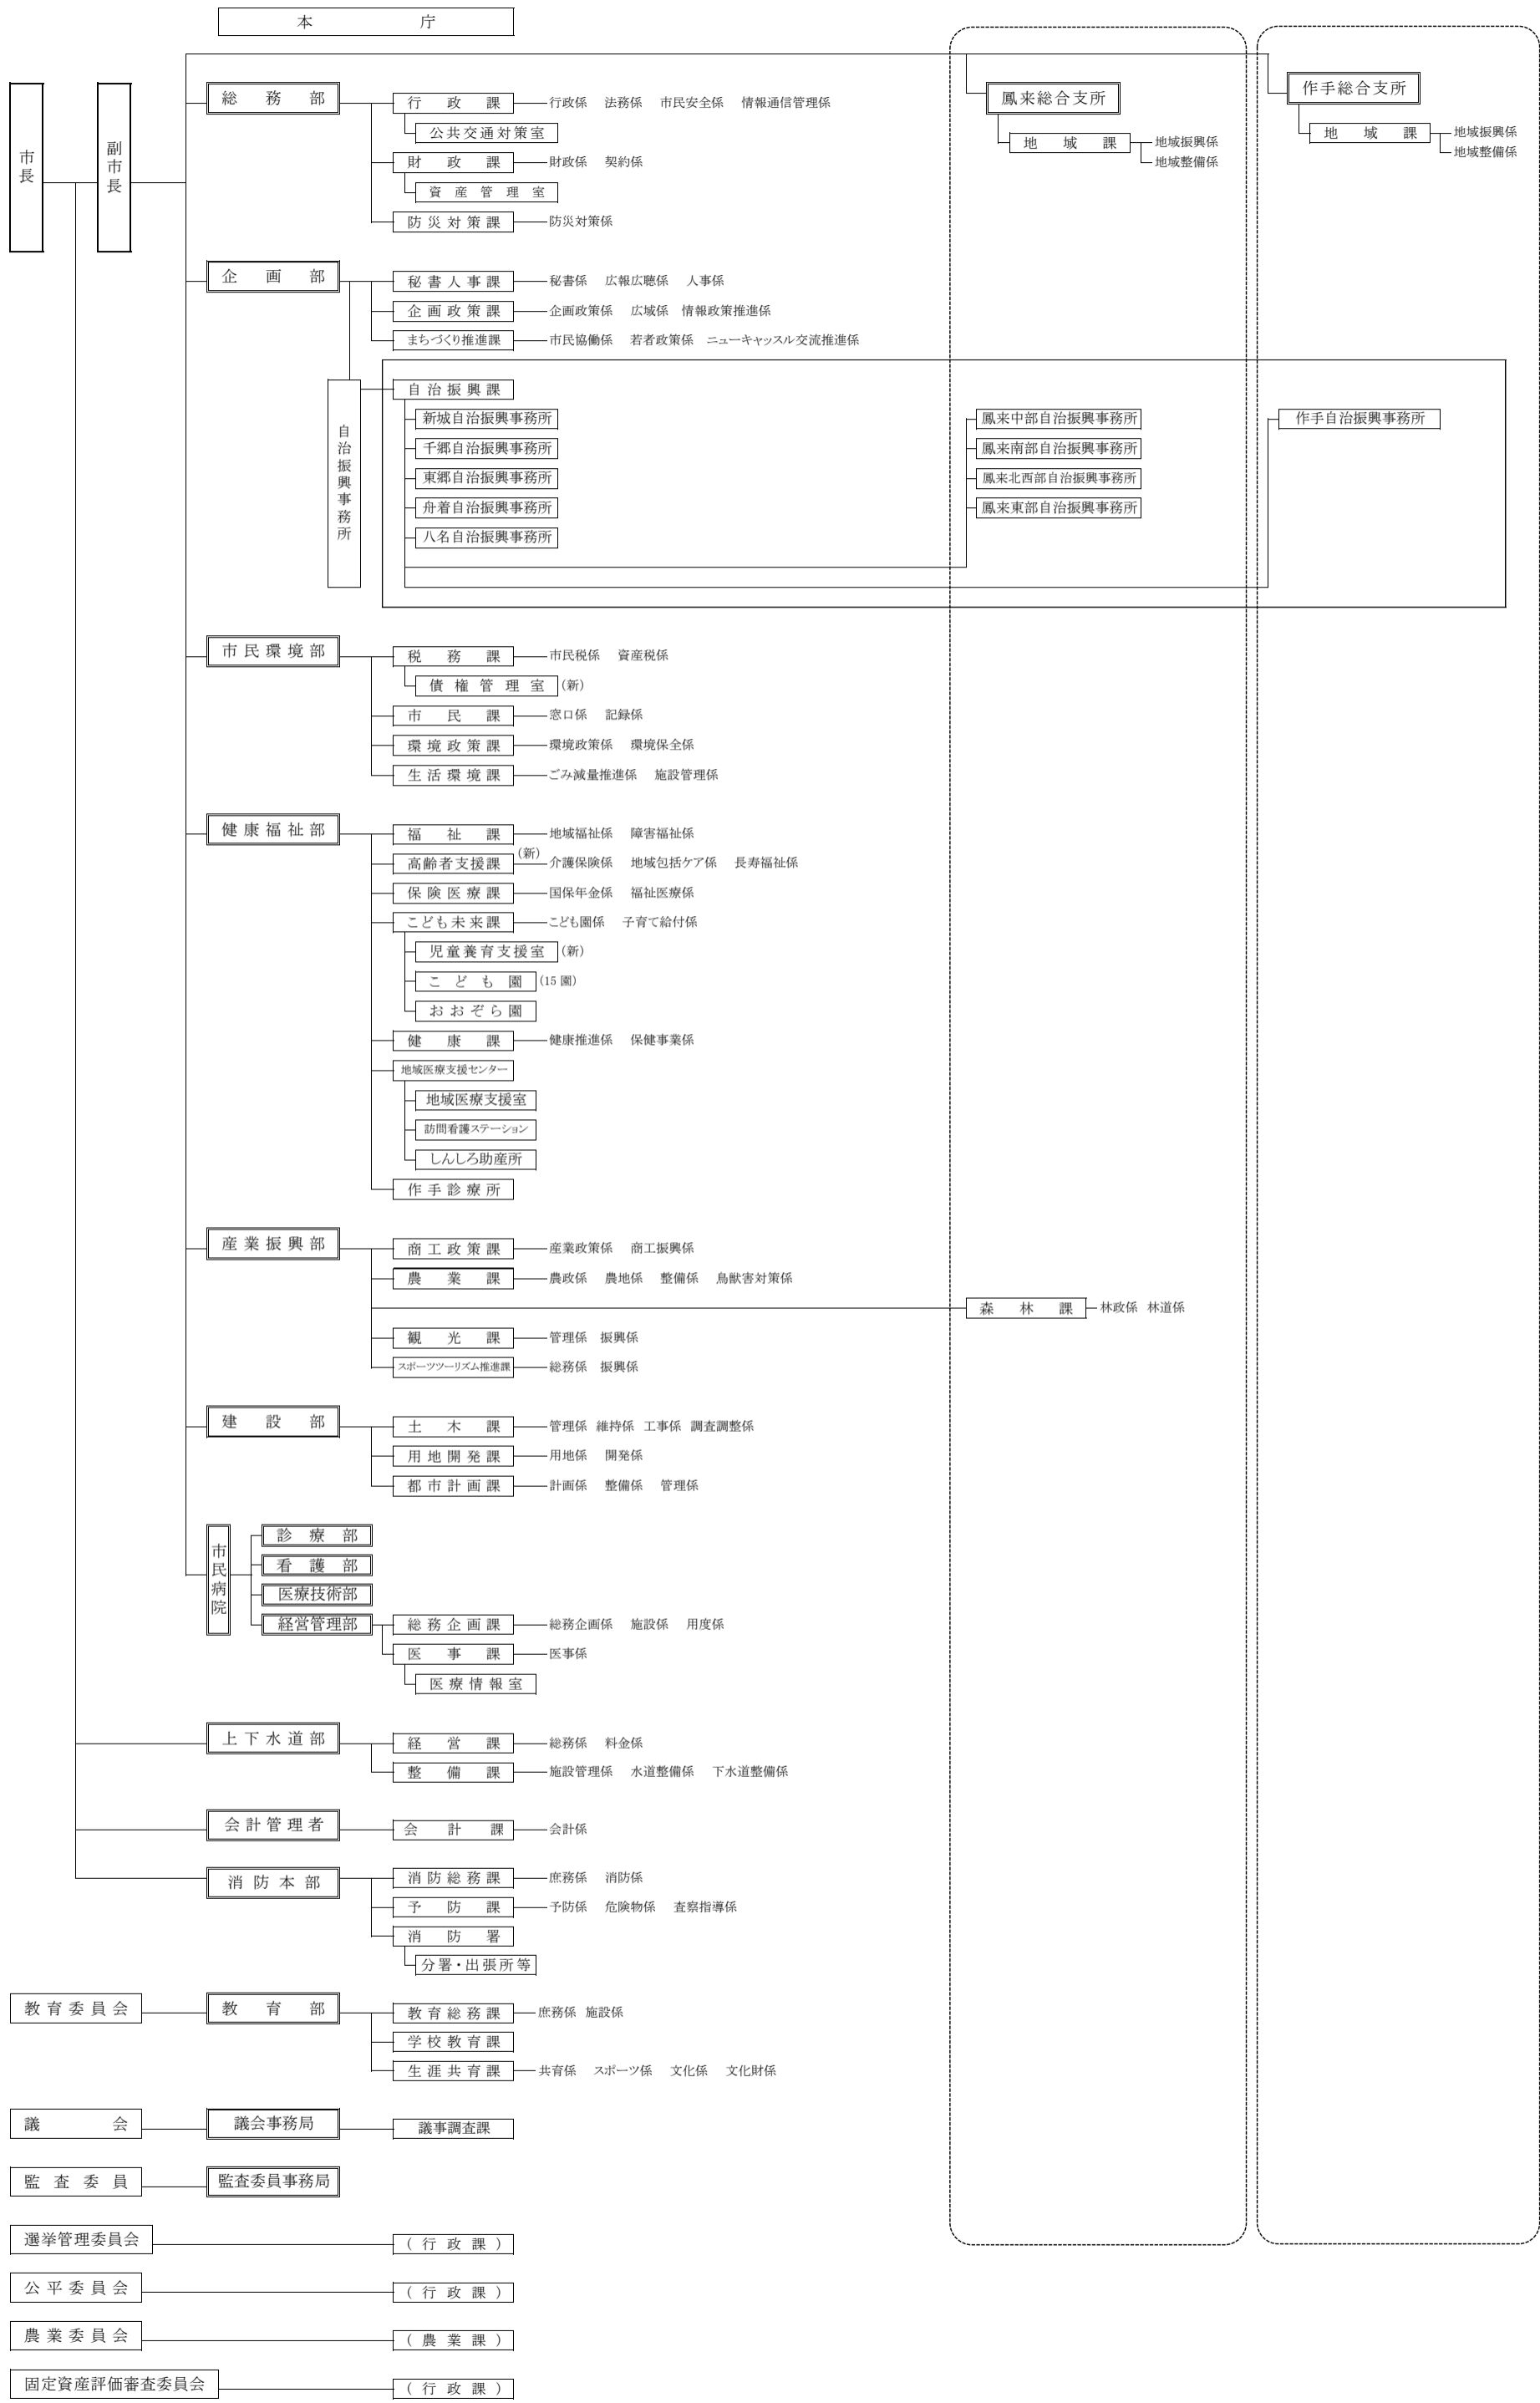 本庁
市長
副市長
総務部
行政課 行政係 法務係 市民安全係 情報通信管理係
公共交通対策室
財政課 財政係 契約係
資産管理室
防災対策課 防災対策係
鳳来総合支所
地域課 地域振興係
地域整備係
作手総合支所
地域課 地域振興係
地域整備係
企画部
秘書人事課 秘書係 広報広聴係 人事係
企画政策課 企画政策係 広域係 情報政策推進係
まちづくり推進課 市民協働係 若者政策係 ニューキャッスル交流推進係
自治振興事務所
自治振興課
新城自治振興事務所 鳳来中部自治振興事務所 作手自治振興事務所
千郷自治振興事務所 鳳来南部自治振興事務所
東郷自治振興事務所 鳳来北西部自治振興事務所
舟着自治振興事務所 鳳来東部自治振興事務所
八名自治振興事務所
市民環境部
税務課 市民税係 資産税係
債権管理室 (新)
市民課 窓口係 記録係
環境政策課 環境政策係 環境保全係
生活環境課 ごみ減量推進係 施設管理係
健康福祉部
福祉課 地域福祉係 障害福祉係
高齢者支援課 (新) 介護保険係 地域包括ケア係 長寿福祉係
保険医療課 国保年金係 福祉医療係
こども未来課 こども園係 子育て給付係
児童養育支援室 (新)
こども園 (15園)
おおぞら園
健康課 健康推進係 保健事業係
地域医療支援センター
地域医療支援室
訪問看護ステーション
しんしろ助産所
作手診療所
産業振興部
商工政策課 産業政策係 商工振興係
農業課 農政係 農地係 整備係 鳥獣害対策係
森林課 林政係 林道係
観光課 管理係 振興係
スポーツツーリズム推進課 総務係 振興係
建設部
土木課 管理係 維持係 工事係 調査調整係
用地開発課 用地係 開発係
都市計画課 計画係 整備係 管理係
市民病院
診療部
看護部
医療技術部
経営管理部 総務企画課 総務企画係 施設係 用度係
医事課 医事係
医療情報室
上下水道部
経営課 総務係 料金係
整備課 施設管理係 水道整備係 下水道整備係
会計管理者 会計課 会計係
消防本部
消防総務課 庶務係 消防係
予防課 予防係 危険物係 査察指導係
消防署
分署・出張所等
教育委員会 教育部
教育総務課 庶務係 施設係
学校教育課
生涯共育課 共育係 スポーツ係 文化係 文化財係
議会 議会事務局 議事調査課
監査委員 監査委員事務局
選挙管理委員会 (行政課)
公平委員会 (行政課)
農業委員会 (農業課)
固定資産評価審査委員会 (行政課)